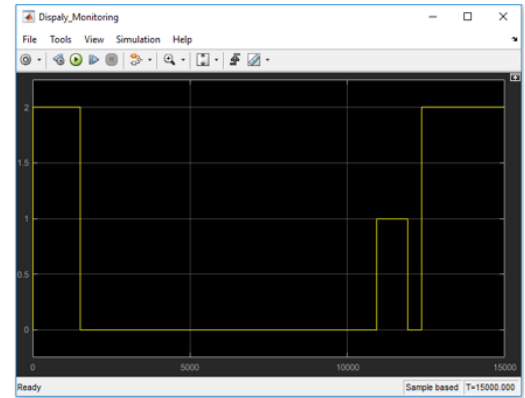 Dispaly_Monitoring
File Tools View Simulation Help
2
1.5
1
0.5
0
0 5000 10000 15000
Ready Sample based T=15000.000